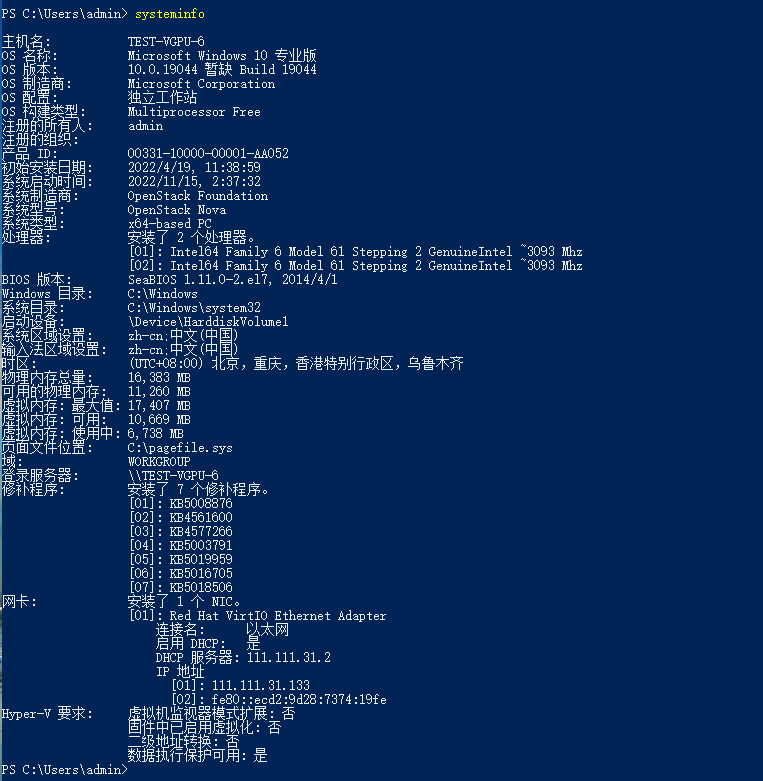 PS C:\Users\admin> systeminfo
主机名: TEST-VGPU-6
OS 名称: Microsoft Windows 10 专业版
OS 版本: 10.0.19044 暂缺 Build 19044
OS 制造商: Microsoft Corporation
OS 配置: 独立工作站
OS 构建类型: Multiprocessor Free
注册的所有人: admin
注册的组织:
产品 ID: 00331-10000-00001-AA052
初始安装日期: 2022/4/19, 11:38:59
系统启动时间: 2022/11/15, 2:37:32
系统制造商: OpenStack Foundation
系统型号: OpenStack Nova
系统类型: x64-based PC
处理器: 安装了 2 个处理器。
[01]: Intel64 Family 6 Model 61 Stepping 2 GenuineIntel ~3093 Mhz
[02]: Intel64 Family 6 Model 61 Stepping 2 GenuineIntel ~3093 Mhz
BIOS 版本: SeaBIOS 1.11.0-2.el7, 2014/4/1
Windows 目录: C:\Windows
系统目录: C:\Windows\system32
启动设备: \Device\HarddiskVolume1
系统区域设置: zh-cn;中文(中国)
输入法区域设置: zh-cn;中文(中国)
时区: (UTC+08:00) 北京，重庆，香港特别行政区，乌鲁木齐
物理内存总量: 16,383 MB
可用的物理内存: 11,260 MB
虚拟内存: 最大值: 17,407 MB
虚拟内存: 可用: 10,669 MB
虚拟内存: 使用中: 6,738 MB
页面文件位置: C:\pagefile.sys
域: WORKGROUP
登录服务器: \\TEST-VGPU-6
修补程序: 安装了 7 个修补程序。
[01]: KB5008876
[02]: KB4561600
[03]: KB4577266
[04]: KB5003791
[05]: KB5019959
[06]: KB5016705
[07]: KB5018506
网卡: 安装了 1 个 NIC。
[01]: Red Hat VirtIO Ethernet Adapter
连接名: 以太网
启用 DHCP: 是
DHCP 服务器: 111.111.31.2
IP 地址
[01]: 111.111.31.133
[02]: fe80::ecd2:9d28:7374:19fe
Hyper-V 要求: 虚拟机监视器模式扩展: 否
固件中已启用虚拟化: 否
二级地址转换: 否
数据执行保护可用: 是
PS C:\Users\admin>